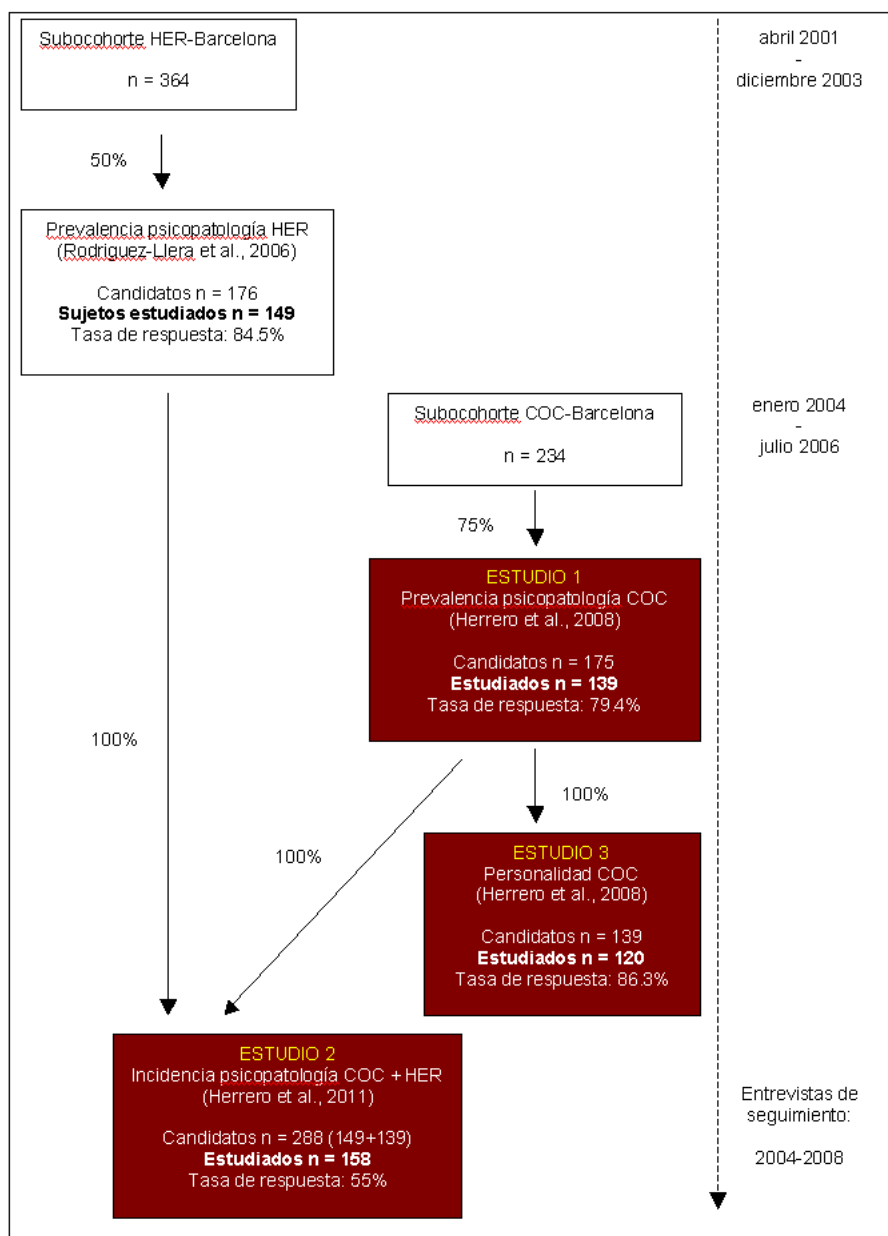 Subocohorte HER-Barcelona
n = 364
abril 2001
-
diciembre 2003
50%
Prevalencia psicopatología HER
(Rodriguez-Llera et al., 2006)
Candidatos n = 176
Sujetos estudiados n = 149
Tasa de respuesta: 84.5%
Subocohorte COC-Barcelona
n = 234
enero 2004
-
julio 2006
75%
ESTUDIO 1
Prevalencia psicopatología COC
(Herrero et al., 2008)
Candidatos n = 175
Estudiados n = 139
Tasa de respuesta: 79.4%
100%
100%
100%
ESTUDIO 3
Personalidad COC
(Herrero et al., 2008)
Candidatos n = 139
Estudiados n = 120
Tasa de respuesta: 86.3%
ESTUDIO 2
Incidencia psicopatología COC + HER
(Herrero et al., 2011)
Candidatos n = 288 (149+139)
Estudiados n = 158
Tasa de respuesta: 55%
Entrevistas de
seguimiento:
2004-2008